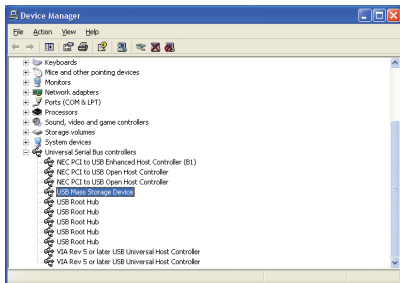 Device Manager
File Action View Help
Keyboards
Mice and other pointing devices
Monitors
Network adapters
Ports (COM & LPT)
Processors
Sound, video and game controllers
Storage volumes
System devices
Universal Serial Bus controllers
NEC PCI to USB Enhanced Host Controller (B1)
NEC PCI to USB Open Host Controller
NEC PCI to USB Open Host Controller
USB Mass Storage Device
USB Root Hub
USB Root Hub
USB Root Hub
USB Root Hub
USB Root Hub
VIA Rev 5 or later USB Universal Host Controller
VIA Rev 5 or later USB Universal Host Controller